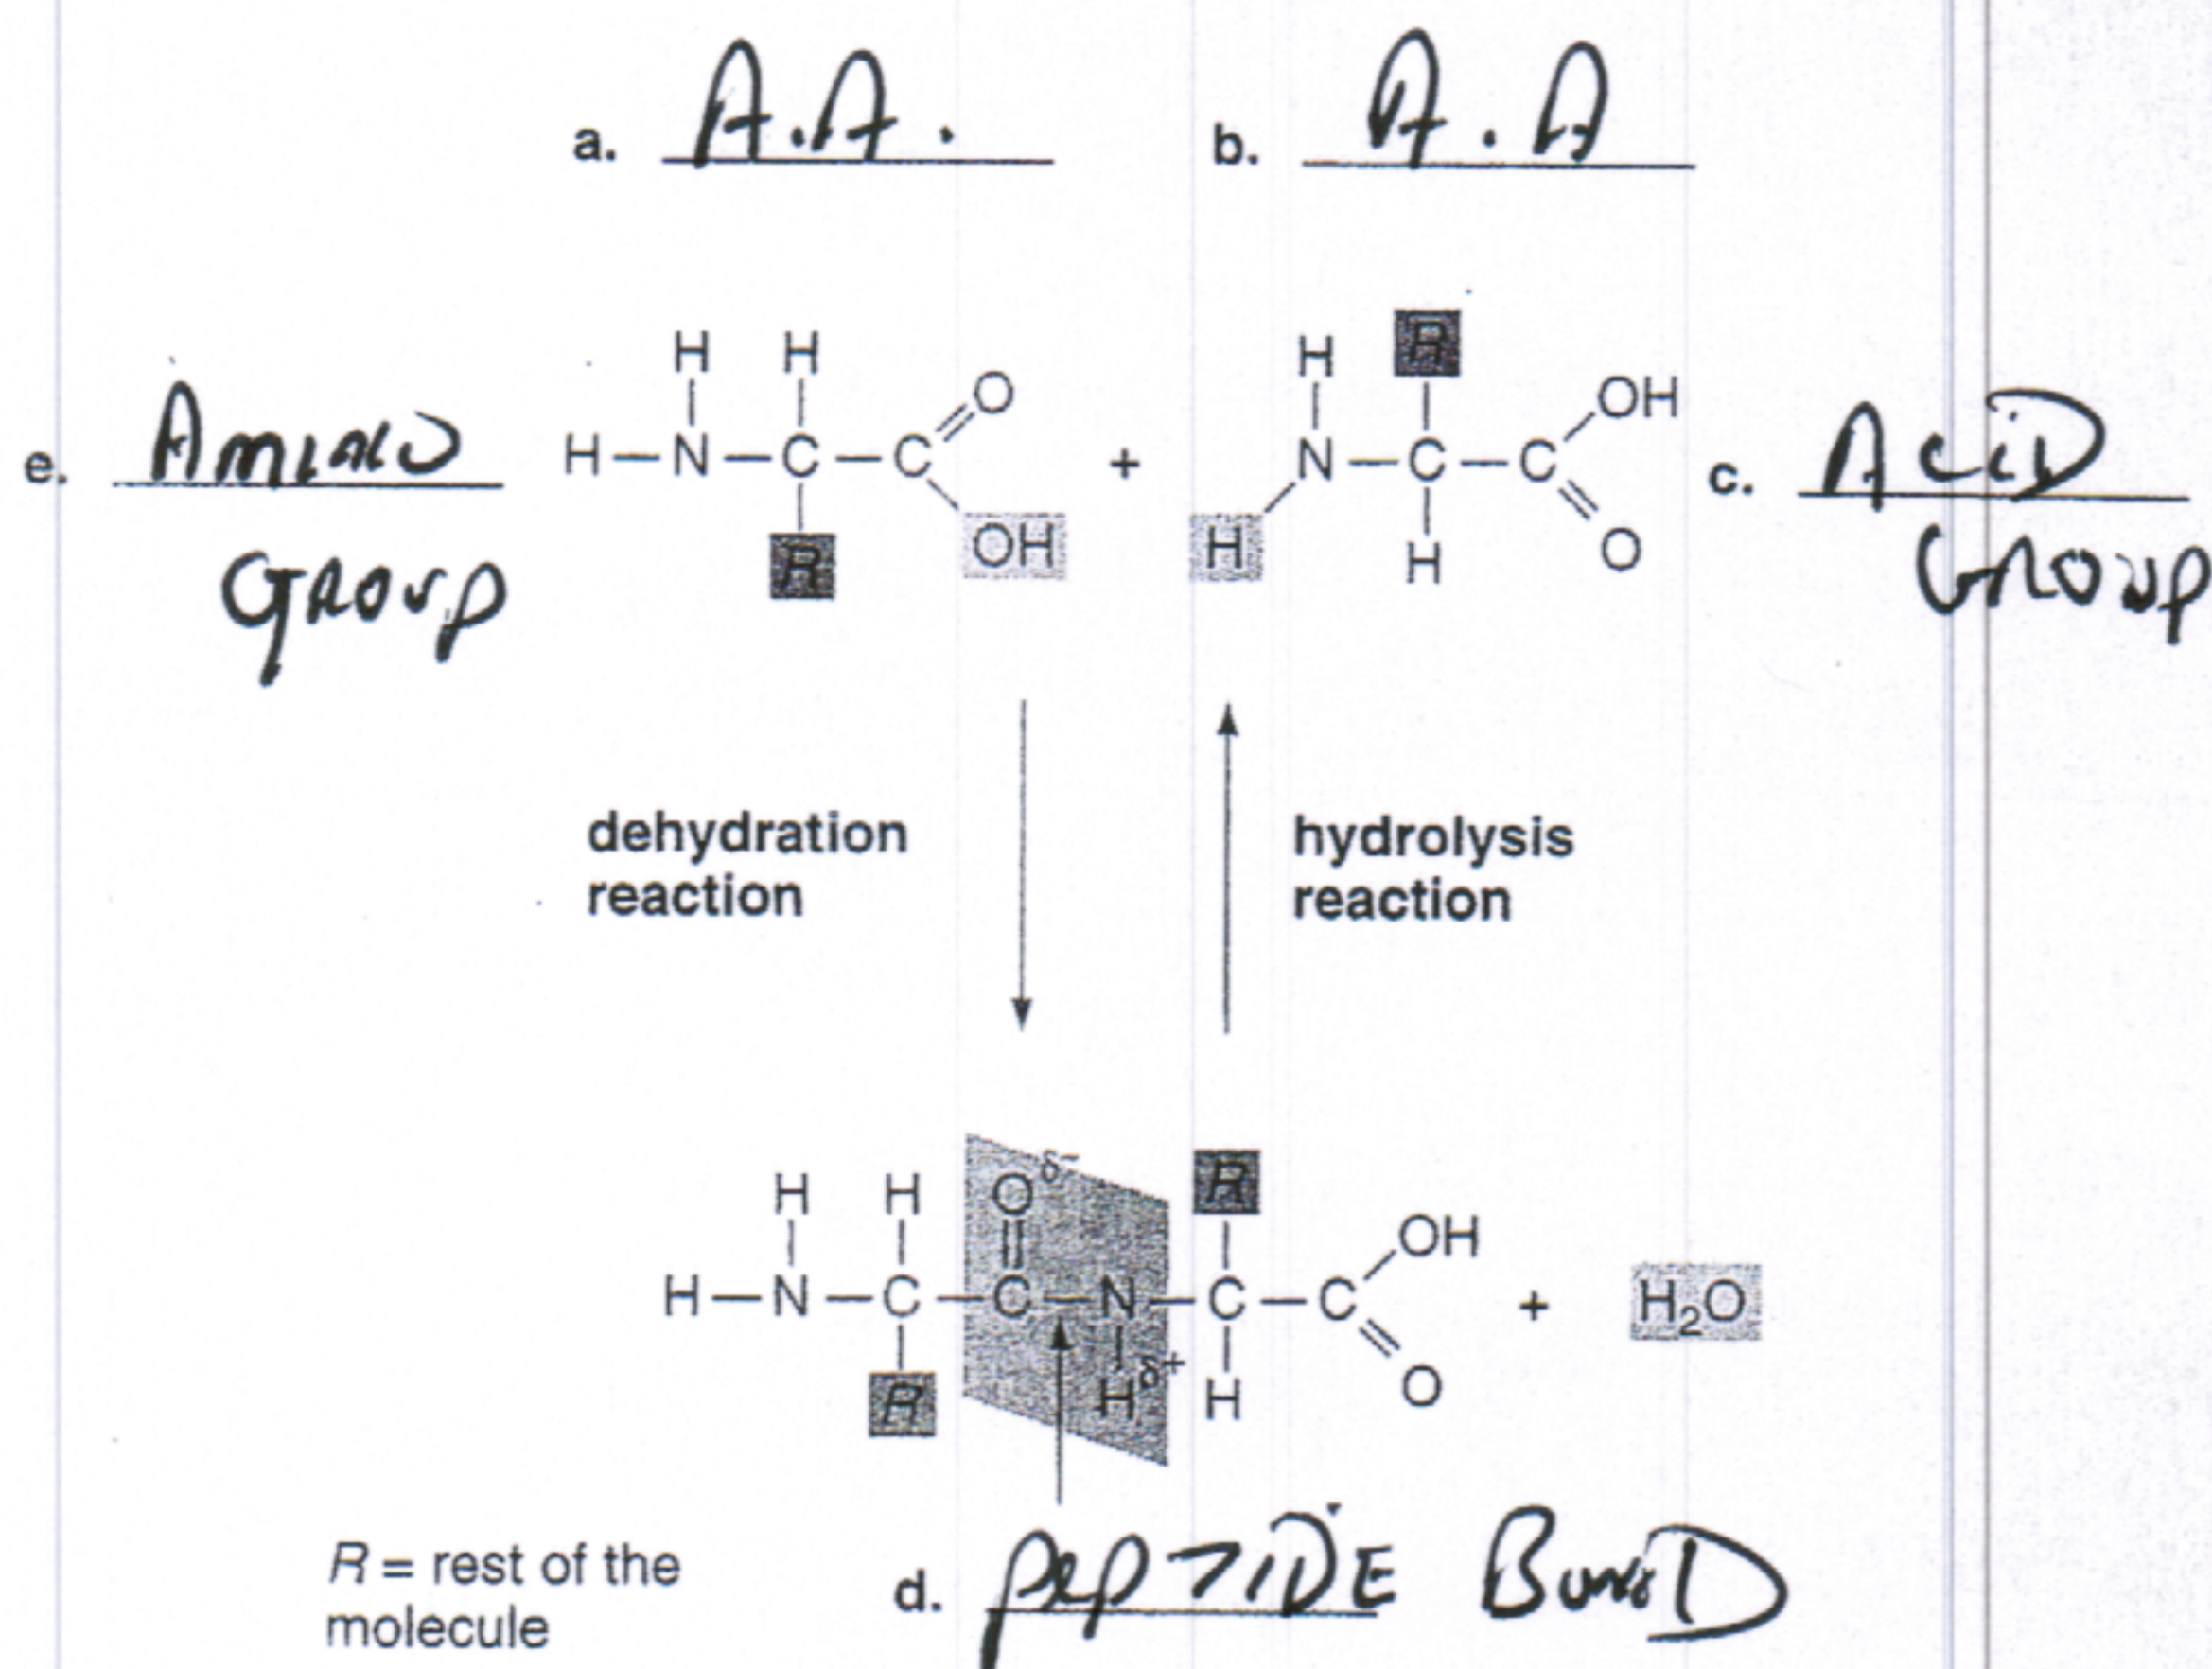 a. A.A. b. A.A
H H R
H O OH
e. Amino H—N—C—C + N—C—C c. Acid
Group R OH H H O Group
dehydration hydrolysis
reaction reaction
H H O δ− R
OH
H—N—C—C—N—C—C + H₂O
R H δ+ H O
R = rest of the d. peptide Bond
molecule